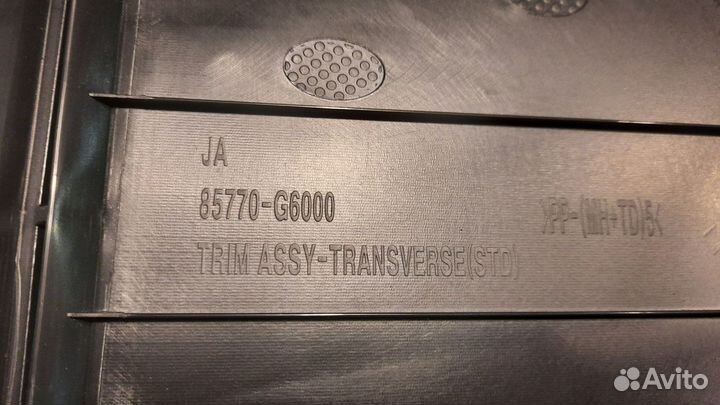 JA
85770-G6000
TRIM ASSY-TRANSVERSE(STD)
>PP-(MH+TD)5<
Avito